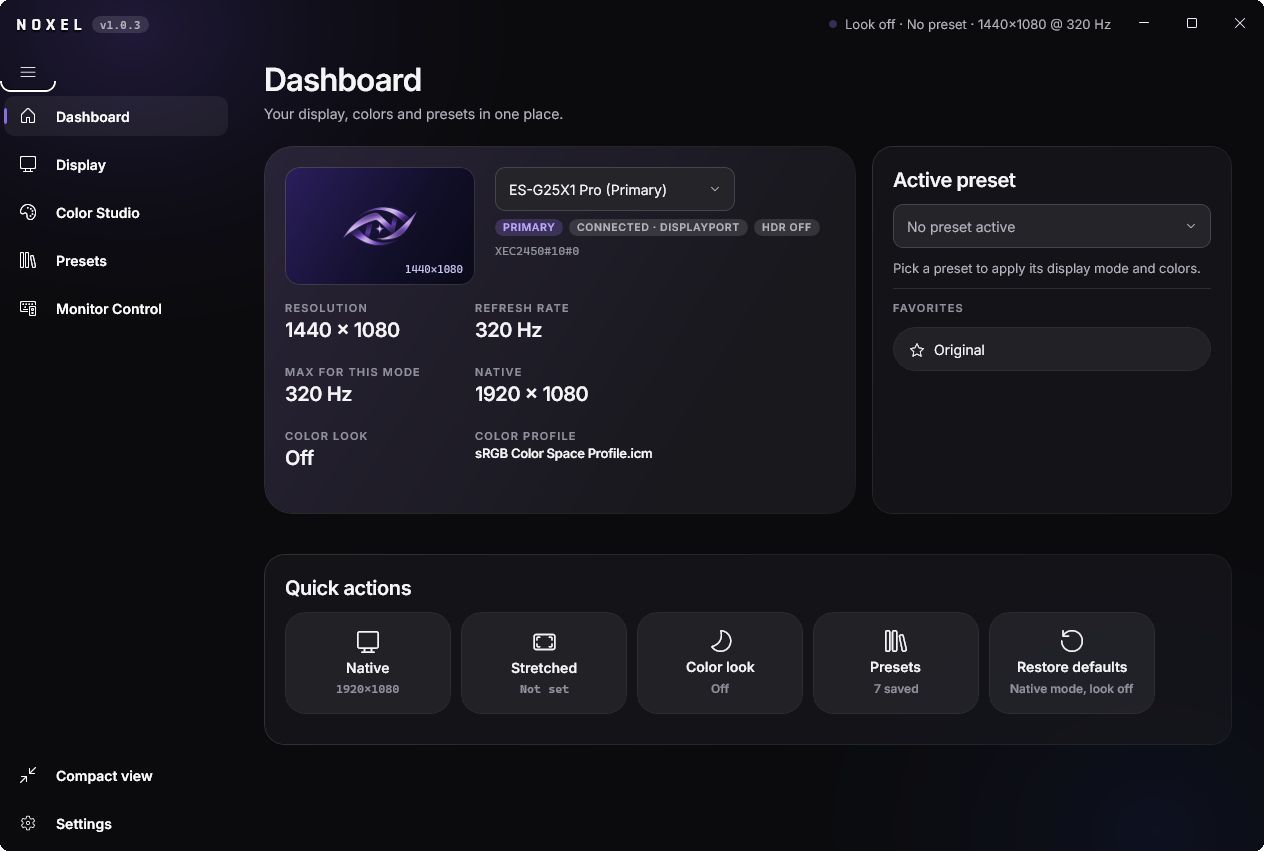 NOXEL v1.0.3
Look off · No preset · 1440×1080 @ 320 Hz
Dashboard
Display
Color Studio
Presets
Monitor Control
Compact view
Settings
Dashboard
Your display, colors and presets in one place.
1440×1080
ES-G25X1 Pro (Primary)
PRIMARY CONNECTED · DISPLAYPORT HDR OFF
XEC2450#10#0
RESOLUTION REFRESH RATE
1440 × 1080 320 Hz
MAX FOR THIS MODE NATIVE
320 Hz 1920 × 1080
COLOR LOOK COLOR PROFILE
Off sRGB Color Space Profile.icm
Active preset
No preset active
Pick a preset to apply its display mode and colors.
FAVORITES
Original
Quick actions
Native
1920×1080
Stretched
Not set
Color look
Off
Presets
7 saved
Restore defaults
Native mode, look off